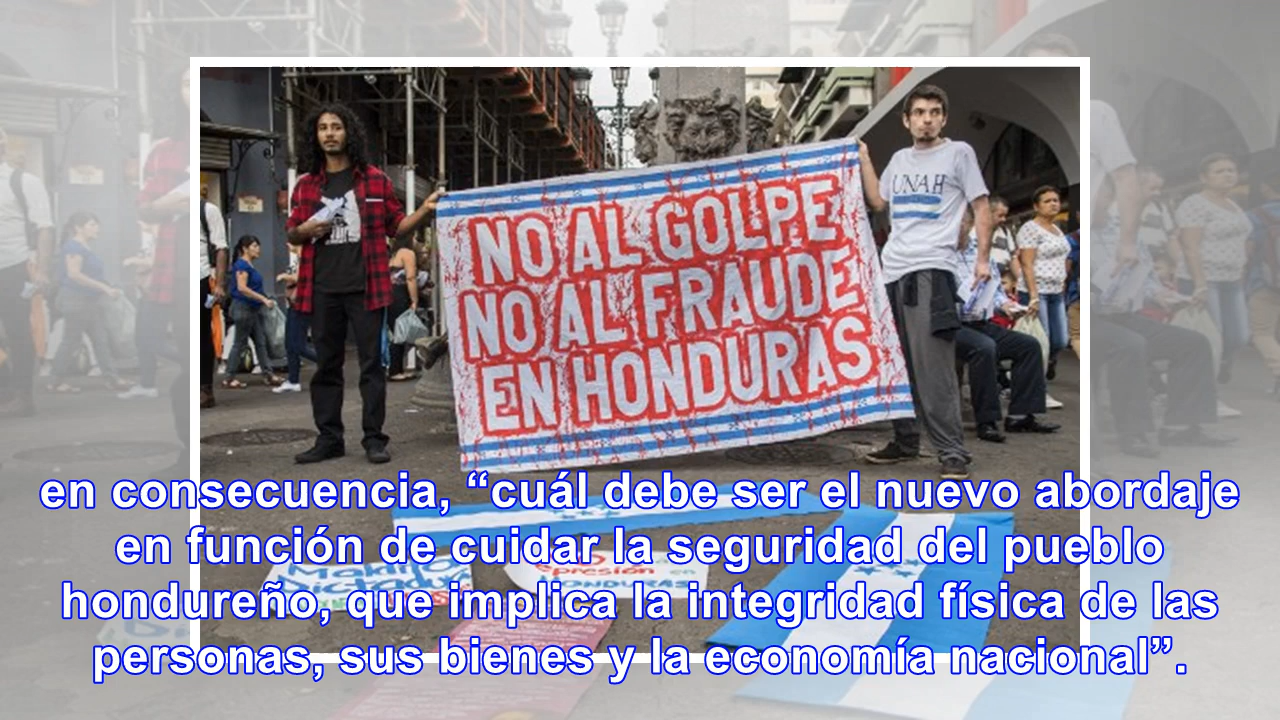 UNAH
NO AL GOLPE
NO AL FRAUDE
EN HONDURAS
en consecuencia, “cuál debe ser el nuevo abordaje
en función de cuidar la seguridad del pueblo
hondureño, que implica la integridad física de las
personas, sus bienes y la economía nacional”.
HONDURAS